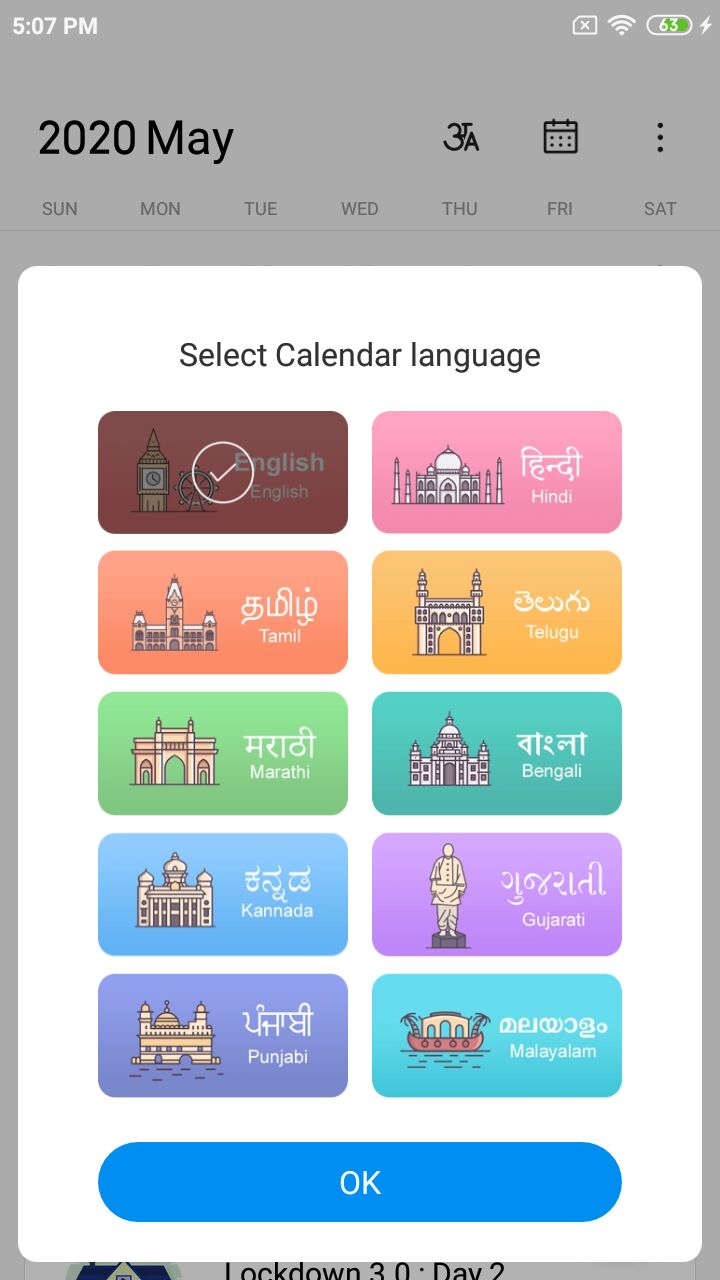 5:07 PM
63
2020 May
अA
SUN MON TUE WED THU FRI SAT
Select Calendar language
English
English
हिन्दी
Hindi
தமிழ்
Tamil
తెలుగు
Telugu
मराठी
Marathi
বাংলা
Bengali
ಕನ್ನಡ
Kannada
ગુજરાતી
Gujarati
ਪੰਜਾਬੀ
Punjabi
മലയാളം
Malayalam
OK
Lockdown 3.0 : Day 2